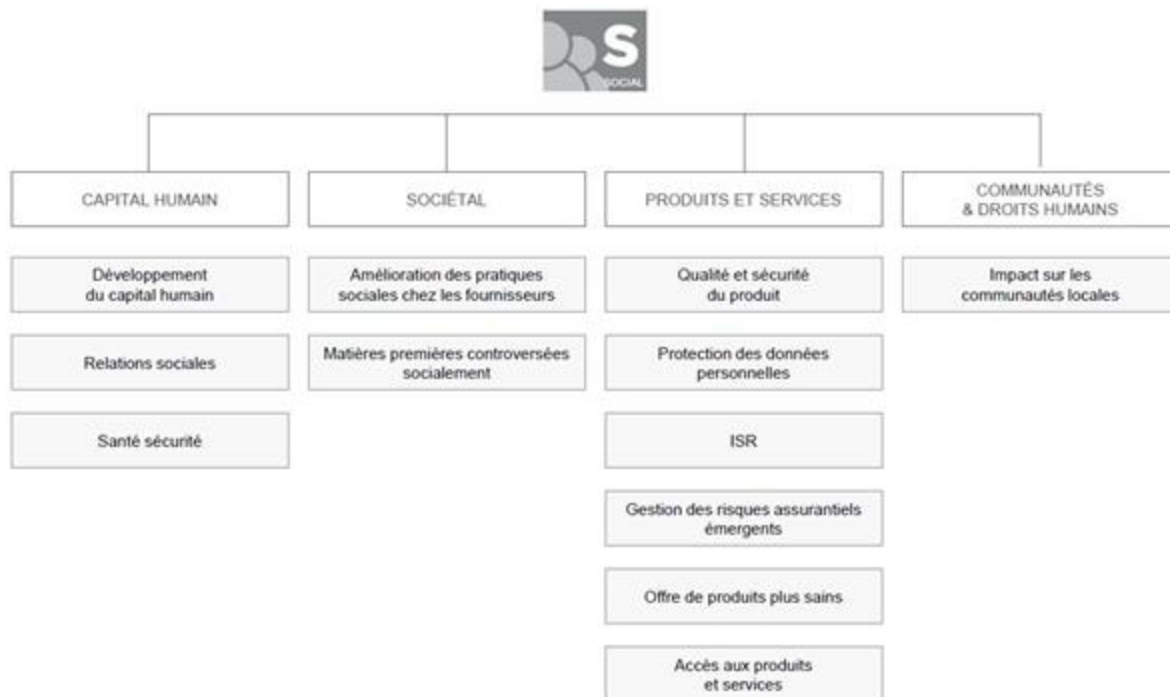 S
SOCIAL
CAPITAL HUMAIN
SOCIÉTAL
PRODUITS ET SERVICES
COMMUNAUTÉS
& DROITS HUMAINS
Développement
du capital humain
Relations sociales
Santé sécurité
Amélioration des pratiques
sociales chez les fournisseurs
Matières premières controversées
socialement
Qualité et sécurité
du produit
Protection des données
personnelles
ISR
Gestion des risques assurantiels
émergents
Offre de produits plus sains
Accès aux produits
et services
Impact sur les
communautés locales